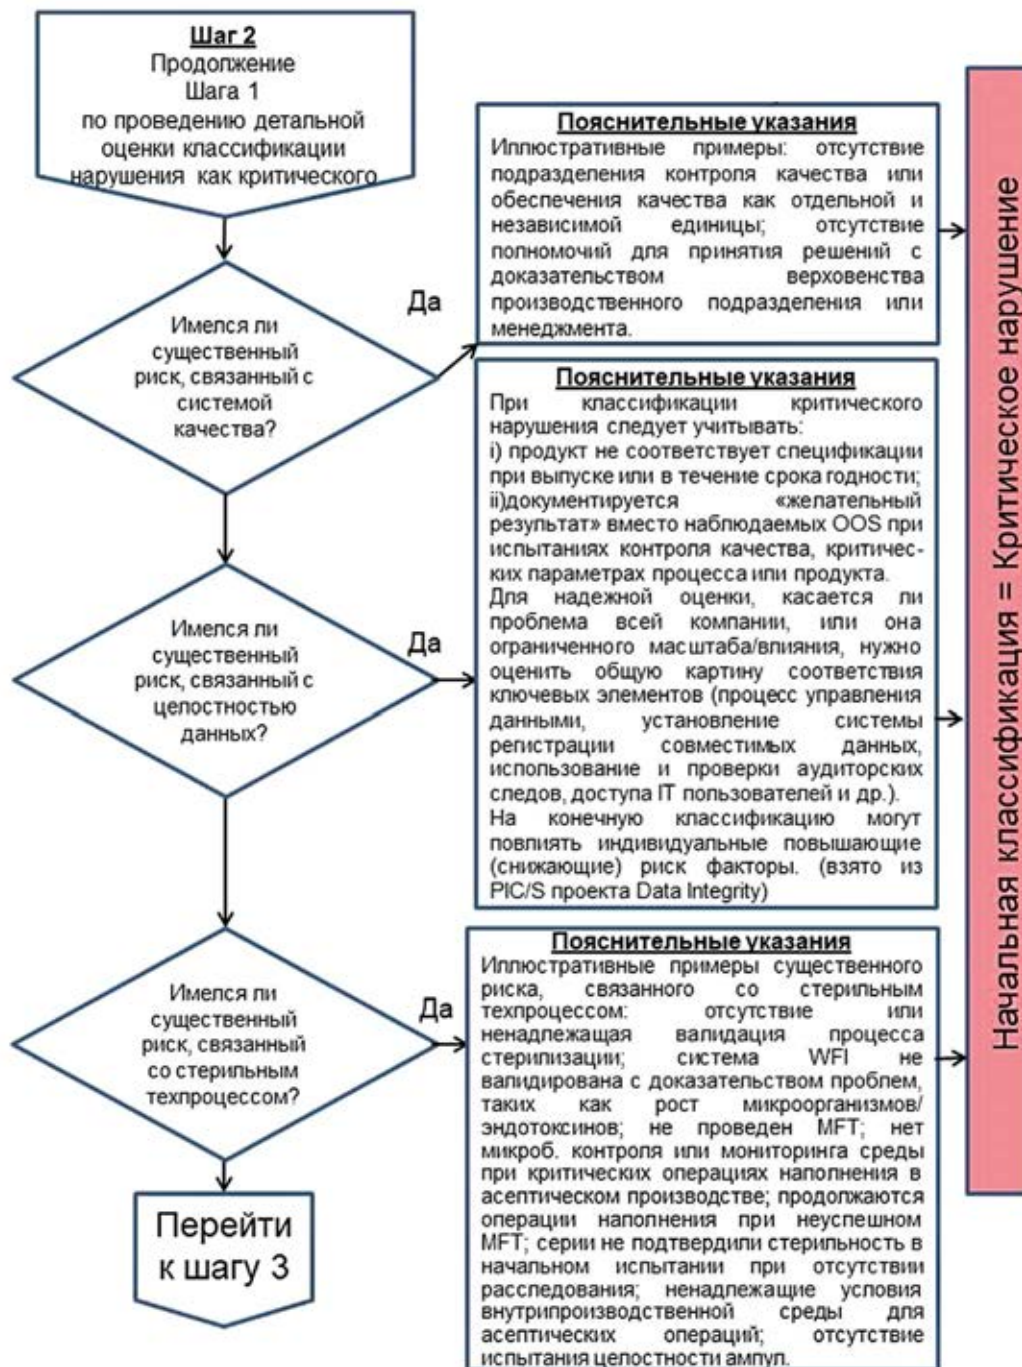 Шаг 2
Продолжение
Шага 1
по проведению детальной
оценки классификации
нарушения как критического
Пояснительные указания
Иллюстративные примеры: отсутствие
подразделения контроля качества или
обеспечения качества как отдельной и
независимой единицы; отсутствие
полномочий для принятия решений с
доказательством верховенства
производственного подразделения или
менеджмента.
Да
Имелся ли
существенный
риск, связанный с
системой
качества?
Пояснительные указания
При классификации критического
нарушения следует учитывать:
i) продукт не соответствует спецификации
при выпуске или в течение срока годности;
ii)документируется «желательный
результат» вместо наблюдаемых OOS при
испытаниях контроля качества, критичес-
ких параметрах процесса или продукта.
Для надежной оценки, касается ли
проблема всей компании, или она
ограниченного масштаба/влияния, нужно
оценить общую картину соответствия
ключевых элементов (процесс управления
данными, установление системы
регистрации совместимых данных,
использование и проверки аудиторских
следов, доступа IT пользователей и др.).
На конечную классификацию могут
повлиять индивидуальные повышающие
(снижающие) риск факторы. (взято из
PIC/S проекта Data Integrity)
Да
Имелся ли
существенный
риск, связанный с
целостностью
данных?
Пояснительные указания
Иллюстративные примеры существенного
риска, связанного со стерильным
техпроцессом: отсутствие или
ненадлежащая валидация процесса
стерилизации; система WFI не
валидирована с доказательством проблем,
таких как рост микроорганизмов/
эндотоксинов; не проведен MFT; нет
микроб. контроля или мониторинга среды
при критических операциях наполнения в
асептическом производстве; продолжаются
операции наполнения при неуспешном
MFT; серии не подтвердили стерильность в
начальном испытании при отсутствии
расследования; ненадлежащие условия
внутрипроизводственной среды для
асептических операций; отсутствие
испытания целостности ампул.
Да
Имелся ли
существенный
риск, связанный
со стерильным
техпроцессом?
Перейти
к шагу 3
Начальная классификация = Критическое нарушение